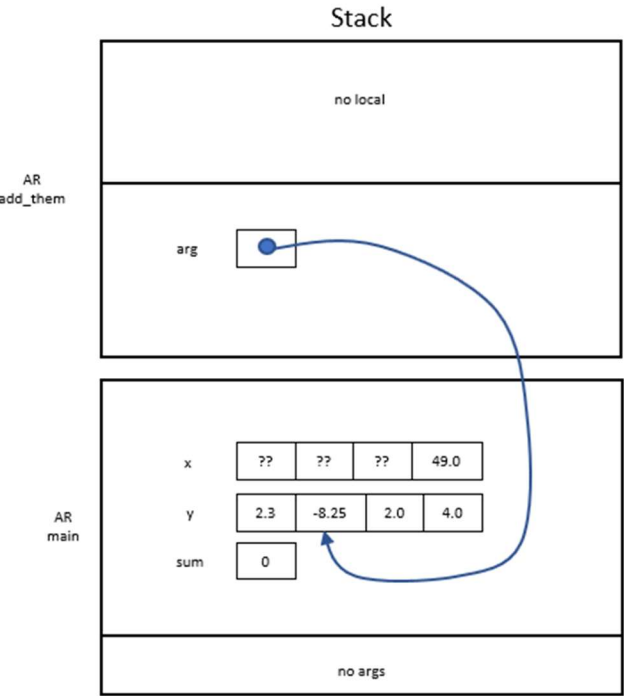 Stack
no local
AR
add_them
arg
x ?? ?? ?? 49.0
y 2.3 -8.25 2.0 4.0
AR
main
sum 0
no args